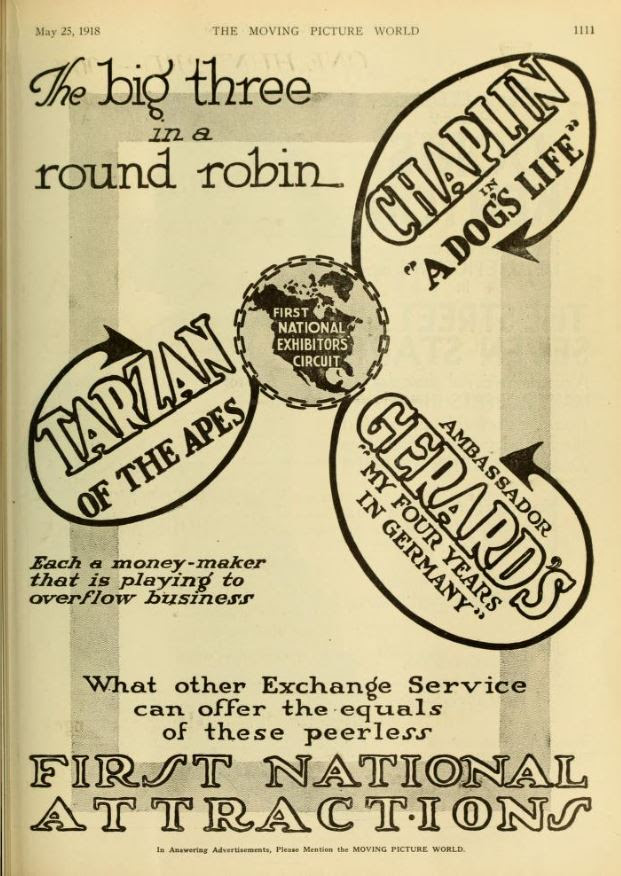 May 25, 1918
THE MOVING PICTURE WORLD
1111
The big three
in a
round robin
CHAPLIN
IN
"A DOG'S LIFE"
FIRST
NATIONAL
EXHIBITORS'
CIRCUIT
TARZAN
OF THE APES
AMBASSADOR
GERARD'S
"MY FOUR YEARS
IN GERMANY"
Each a money-maker
that is playing to
overflow business
What other Exchange Service
can offer the equals
of these peerless
FIRST NATIONAL
ATTRACTIONS
In Answering Advertisements, Please Mention the MOVING PICTURE WORLD.